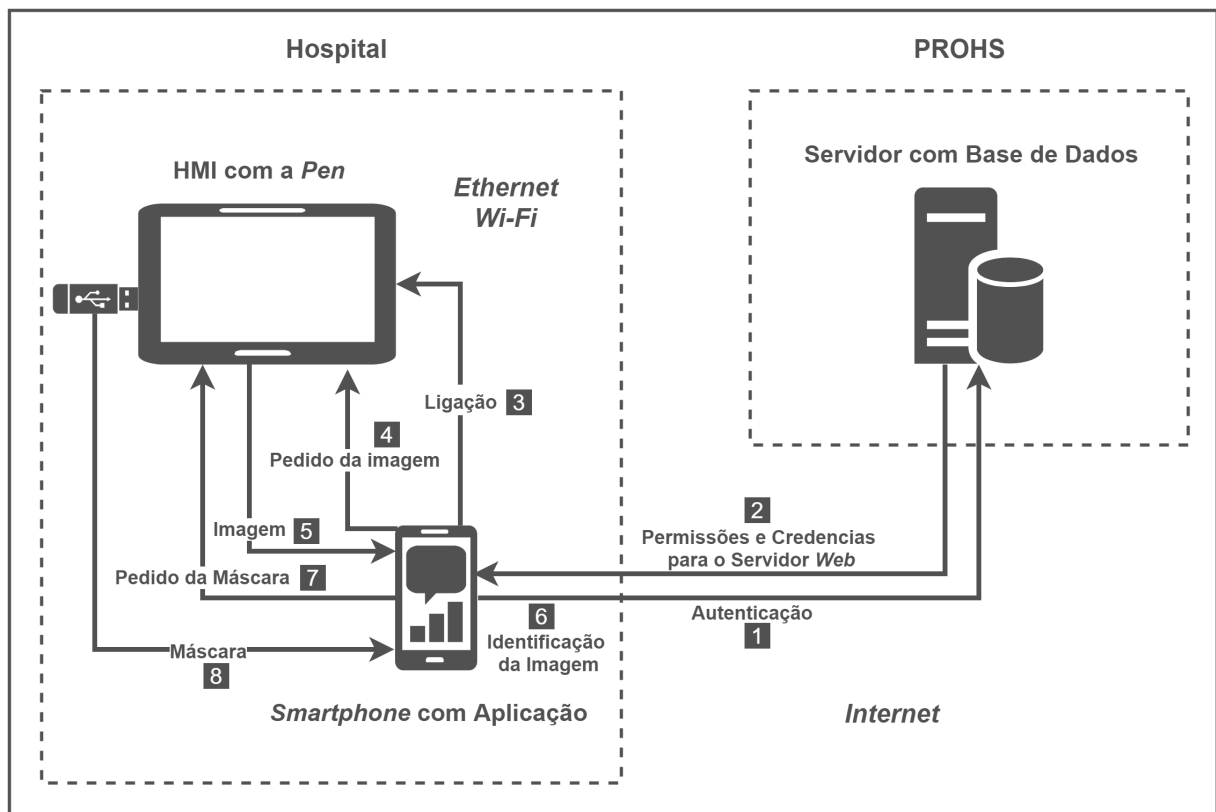 Hospital
PROHS
HMI com a Pen
Ethernet
Wi-Fi
Servidor com Base de Dados
Ligação 3
4
Pedido da imagem
Imagem 5
Pedido da Máscara 7
2
Permissões e Credencias
para o Servidor Web
6
Identificação
da Imagem
Autenticação
1
Máscara
8
Smartphone com Aplicação
Internet